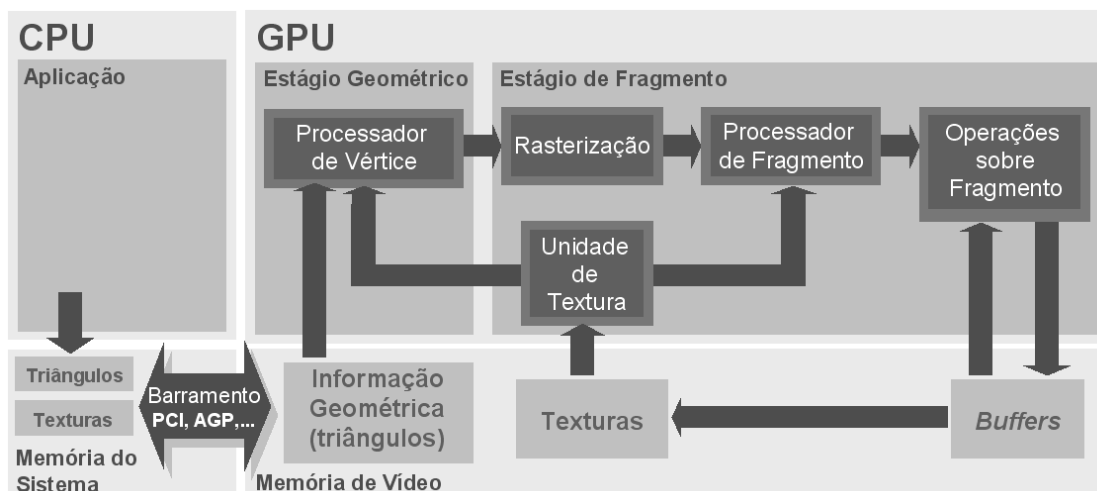 CPU
Aplicação
Triângulos
Texturas
Memória do
Sistema
Barramento
PCI, AGP,...
GPU
Estágio Geométrico
Processador
de Vértice
Estágio de Fragmento
Rasterização
Processador
de Fragmento
Operações
sobre
Fragmento
Unidade
de
Textura
Informação
Geométrica
(triângulos)
Texturas
Buffers
Memória de Vídeo